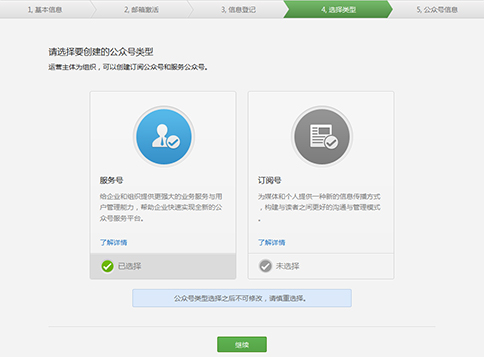 1, 基本信息
2, 邮箱激活
3, 信息登记
4, 选择类型
5, 公众号信息
请选择要创建的公众号类型
运营主体为组织，可以创建订阅公众号和服务公众号。
服务号
给企业和组织提供更强大的业务服务与用
户管理能力，帮助企业快速实现全新的公
众号服务平台。
了解详情
已选择
订阅号
为媒体和个人提供一种新的信息传播方式
，构建与读者之间更好的沟通与管理模式
。
了解详情
未选择
公众号类型选择之后不可修改，请慎重选择。
继续